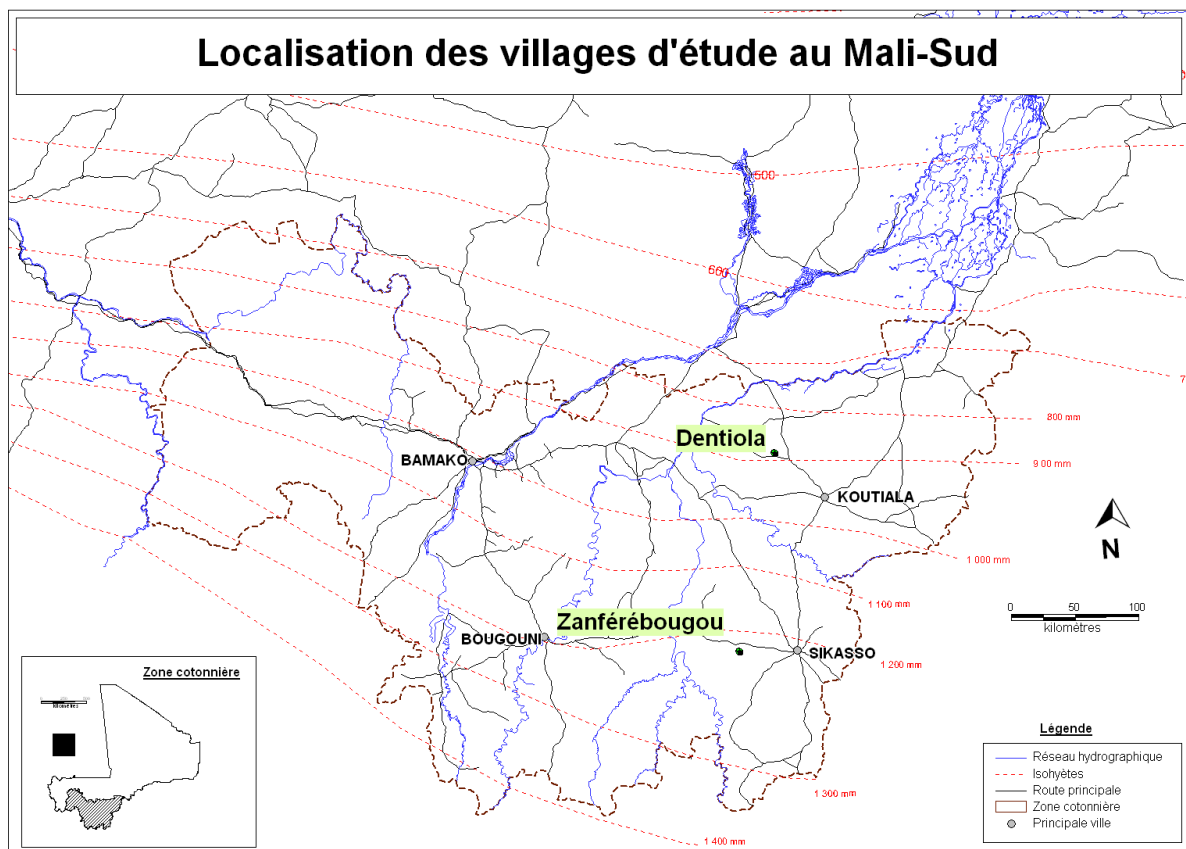 Localisation des villages d'étude au Mali-Sud
500
600
7
800 mm
Dentiola
BAMAKO
900 mm
KOUTIALA
N
1 000 mm
1 100 mm
0 50 100
kilomètres
Zanférébougou
BOUGOUNI
SIKASSO
1 200 mm
Zone cotonnière
kilomètres
Légende
Réseau hydrographique
Isohyètes
Route principale
Zone cotonnière
Principale ville
1 300 mm
1 400 mm